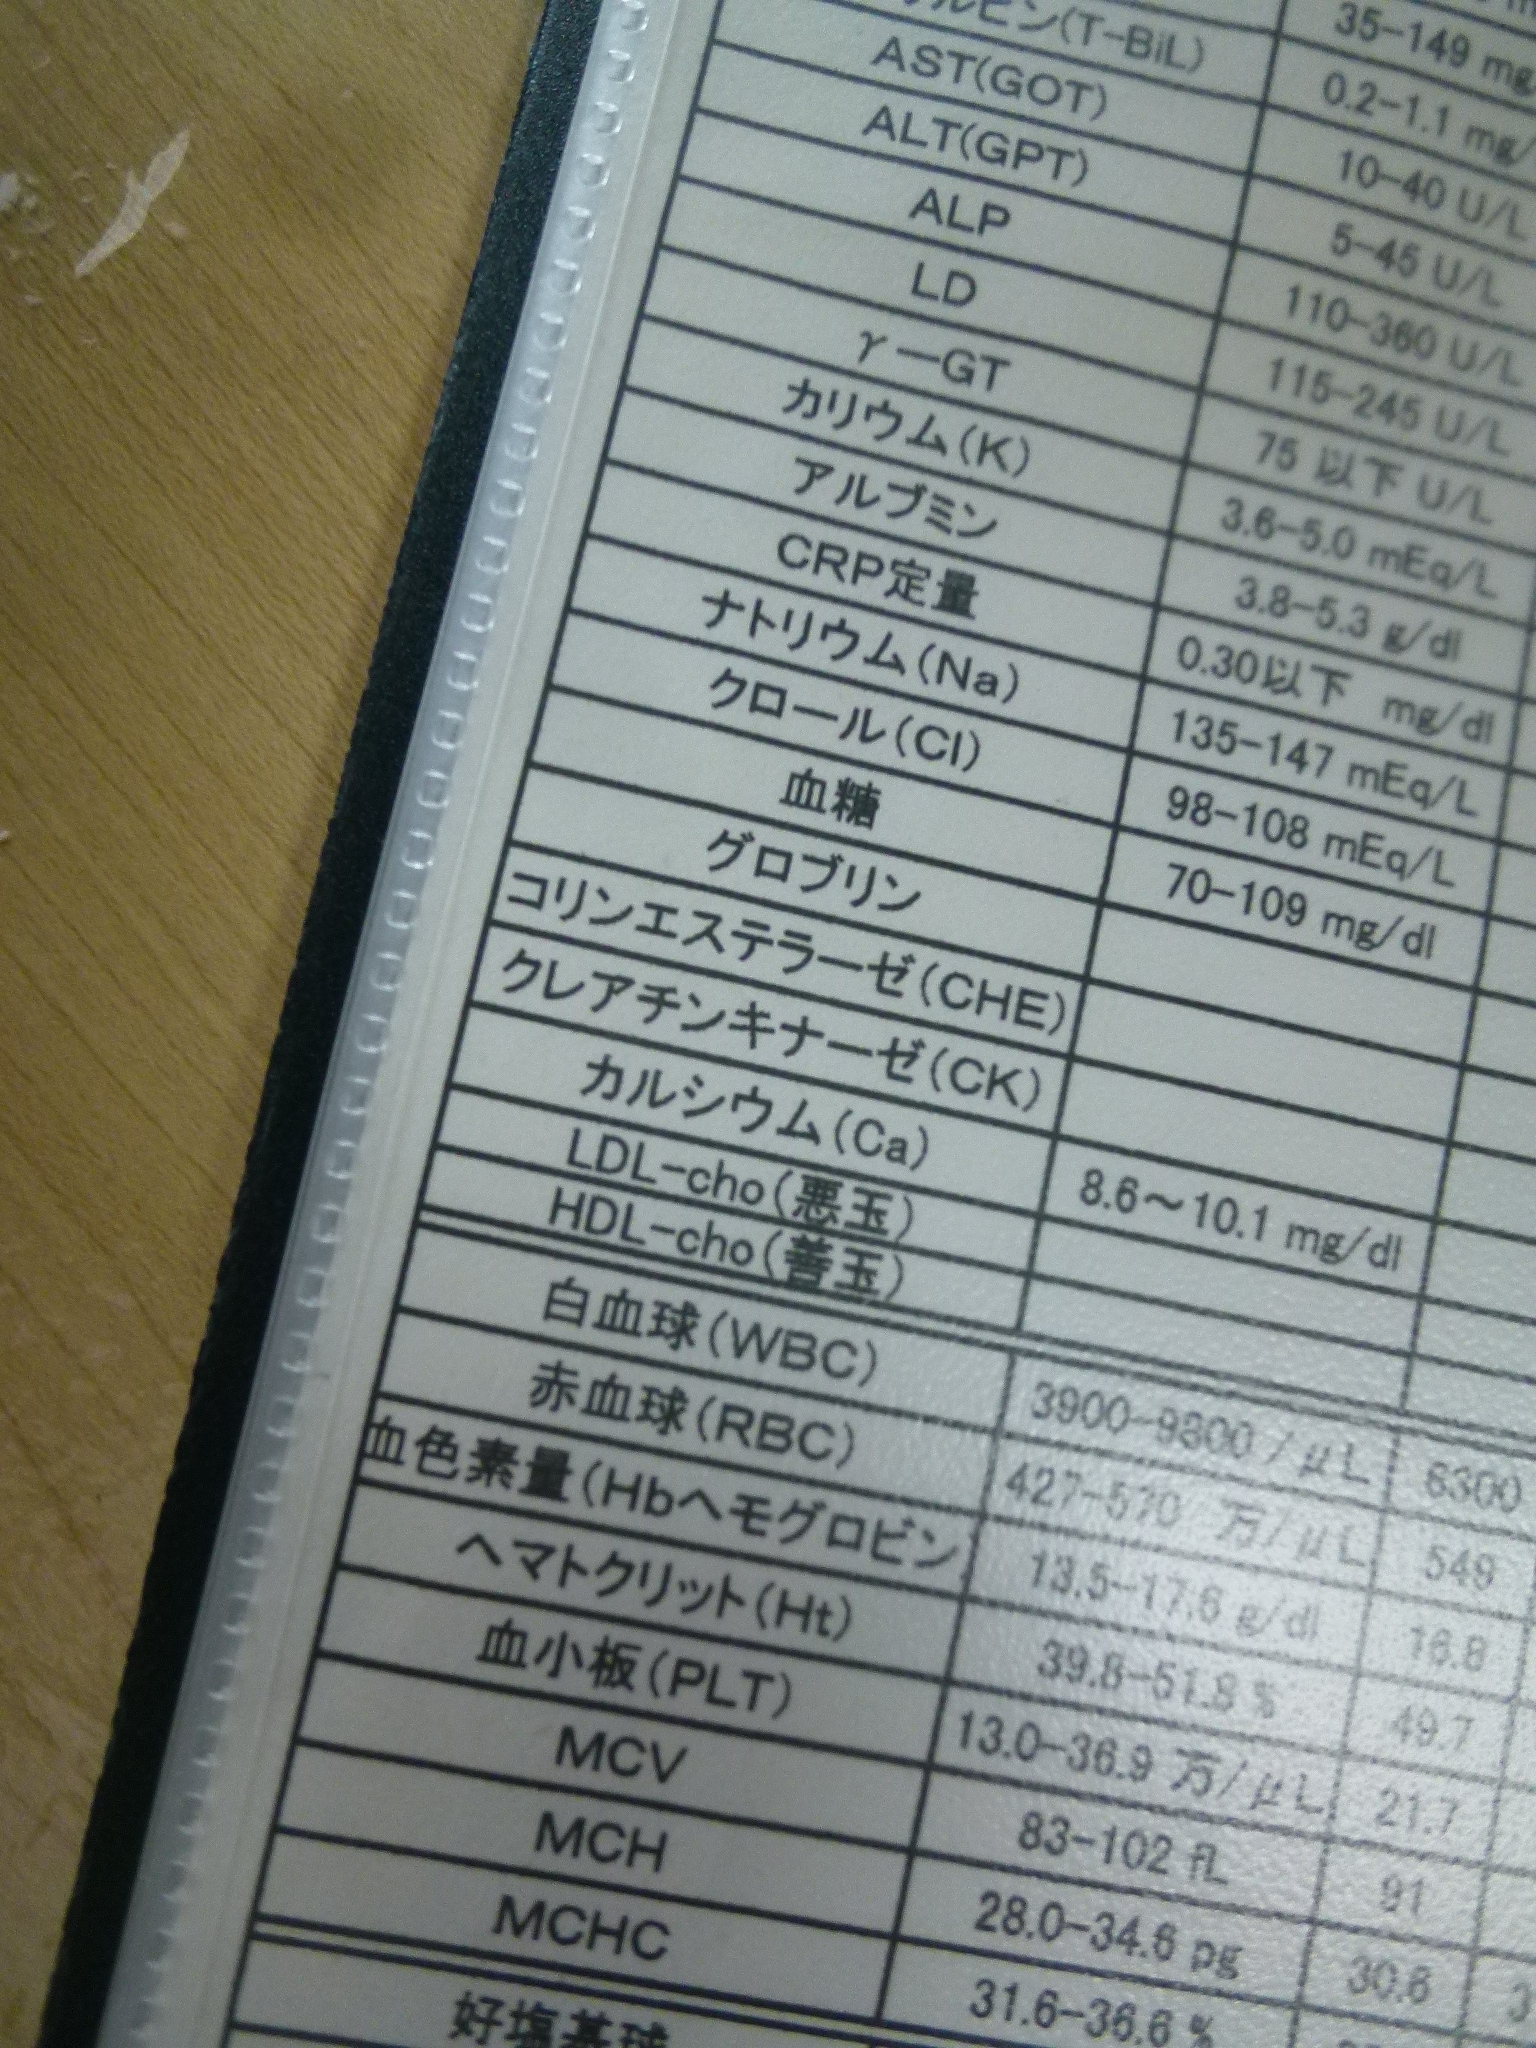 35-149 mg
ルビン(T-BiL) 0.2-1.1 mg/
AST(GOT) 10-40 U/L
ALT(GPT) 5-45 U/L
ALP 110-360 U/L
LD 115-245 U/L
γ-GT 75 以下 U/L
カリウム(K) 3.6-5.0 mEq/L
アルブミン 3.8-5.3 g/dl
CRP定量 0.30以下 mg/dl
ナトリウム(Na) 135-147 mEq/L
クロール(Cl) 98-108 mEq/L
血糖 70-109 mg/dl
グロブリン
コリンエステラーゼ(CHE)
クレアチンキナーゼ(CK)
カルシウム(Ca) 8.6～10.1 mg/dl
LDL-cho(悪玉)
HDL-cho(善玉)
白血球(WBC) 3900-9800 /μL 6300
赤血球(RBC) 427-570 万/μL 549
血色素量(Hbヘモグロビン 13.5-17.6 g/dl 16.8
ヘマトクリット(Ht) 39.8-51.8 % 49.7
血小板(PLT) 13.0-36.9 万/μL 21.7
MCV 83-102 fL 91
MCH 28.0-34.6 pg 30.6
MCHC 31.6-36.6 %
好塩基球